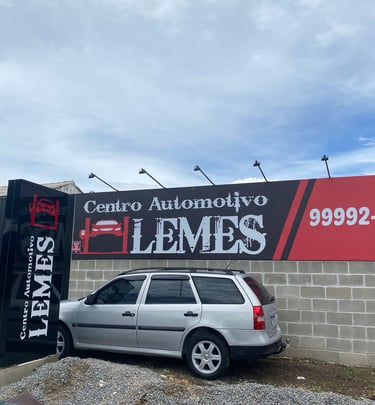 Centro Automotivo
LEMES
99992-
Centro Automotivo
LEMES